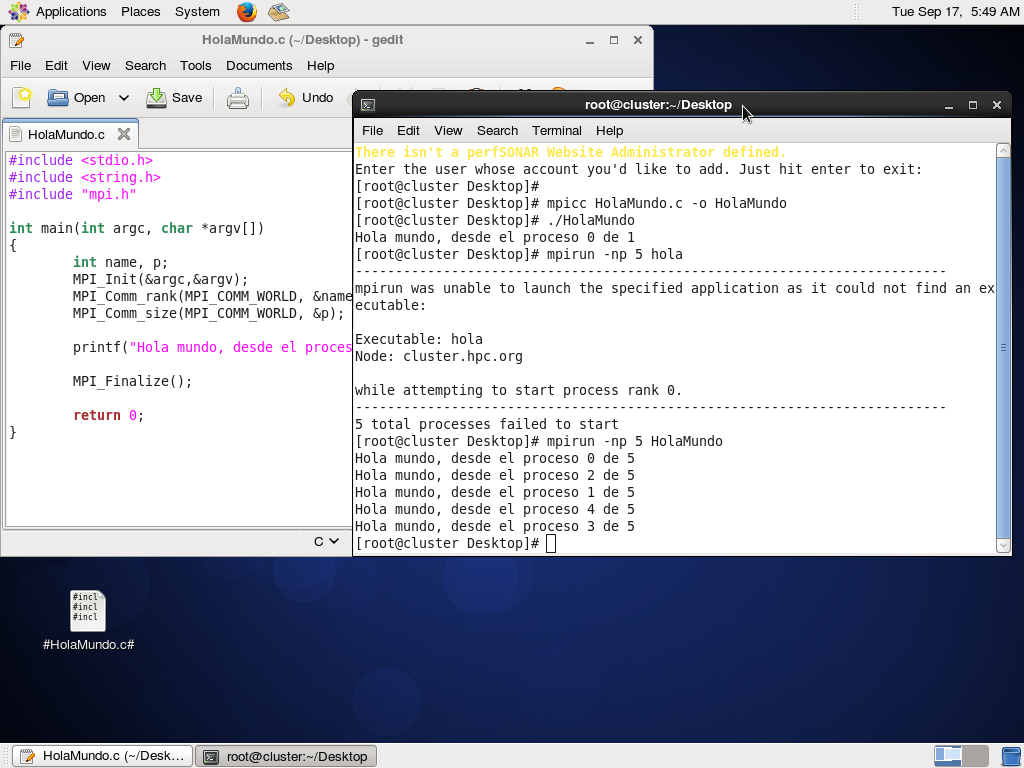 Applications Places System Tue Sep 17, 5:49 AM
HolaMundo.c (~/Desktop) - gedit
File Edit View Search Tools Documents Help
Open Save Undo
HolaMundo.c
#include <stdio.h>
#include <string.h>
#include "mpi.h"
int main(int argc, char *argv[])
{
int name, p;
MPI_Init(&argc,&argv);
MPI_Comm_rank(MPI_COMM_WORLD, &name
MPI_Comm_size(MPI_COMM_WORLD, &p);
printf("Hola mundo, desde el proces
MPI_Finalize();
return 0;
}
C
root@cluster:~/Desktop
File Edit View Search Terminal Help
There isn't a perfSONAR Website Administrator defined.
Enter the user whose account you'd like to add. Just hit enter to exit:
[root@cluster Desktop]#
[root@cluster Desktop]# mpicc HolaMundo.c -o HolaMundo
[root@cluster Desktop]# ./HolaMundo
Hola mundo, desde el proceso 0 de 1
[root@cluster Desktop]# mpirun -np 5 hola
--------------------------------------------------------------------------
mpirun was unable to launch the specified application as it could not find an ex
ecutable:
Executable: hola
Node: cluster.hpc.org
while attempting to start process rank 0.
--------------------------------------------------------------------------
5 total processes failed to start
[root@cluster Desktop]# mpirun -np 5 HolaMundo
Hola mundo, desde el proceso 0 de 5
Hola mundo, desde el proceso 2 de 5
Hola mundo, desde el proceso 1 de 5
Hola mundo, desde el proceso 4 de 5
Hola mundo, desde el proceso 3 de 5
[root@cluster Desktop]#
#incl
#incl
#incl
#HolaMundo.c#
HolaMundo.c (~/Desk... root@cluster:~/Desktop